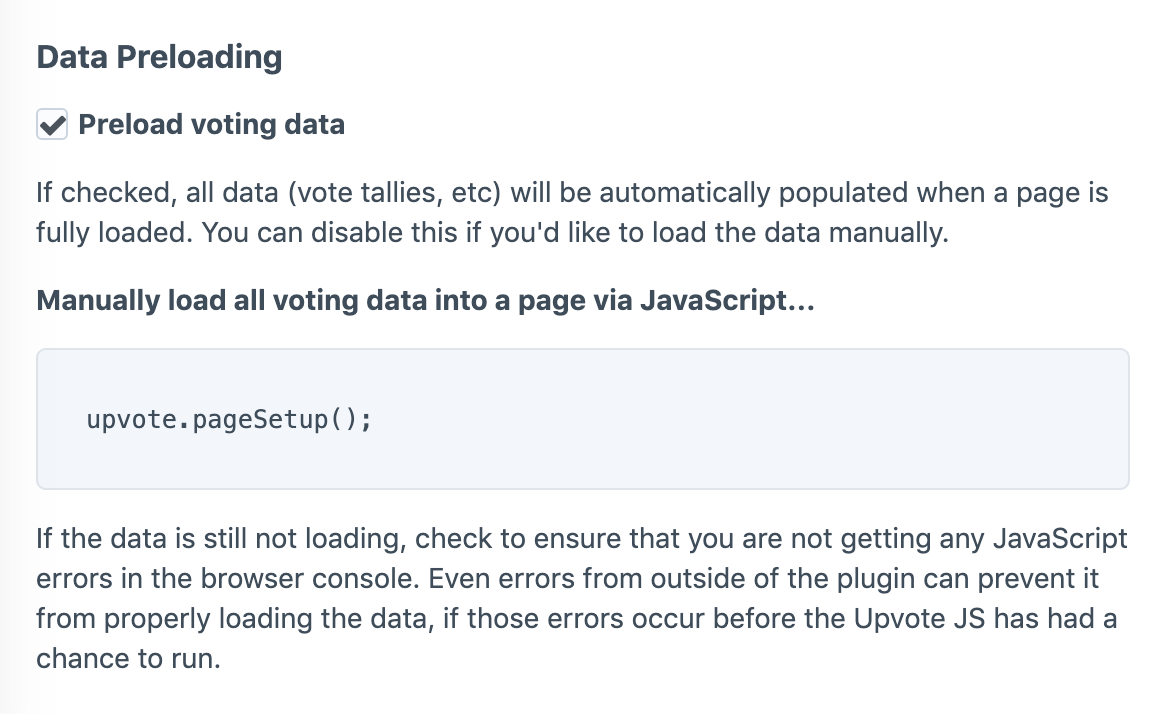 Data Preloading
Preload voting data
If checked, all data (vote tallies, etc) will be automatically populated when a page is
fully loaded. You can disable this if you'd like to load the data manually.
Manually load all voting data into a page via JavaScript...
upvote.pageSetup();
If the data is still not loading, check to ensure that you are not getting any JavaScript
errors in the browser console. Even errors from outside of the plugin can prevent it
from properly loading the data, if those errors occur before the Upvote JS has had a
chance to run.